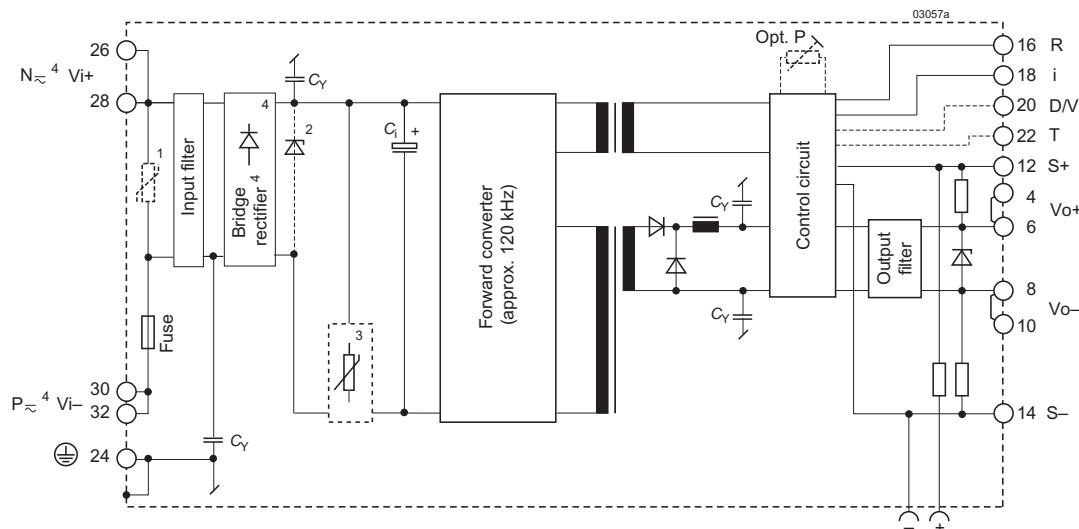 03057a
26
N≂ 4 Vi+
28
1
Input filter
4
Bridge rectifier 4
2
CY
Ci +
3
Fuse
30
P≂ 4 Vi–
32
24
CY
Forward converter
(approx. 120 kHz)
Opt. P
Control circuit
CY
CY
Output filter
16 R
18 i
20 D/V
22 T
12 S+
4
Vo+
6
8
Vo–
10
14 S–
– +